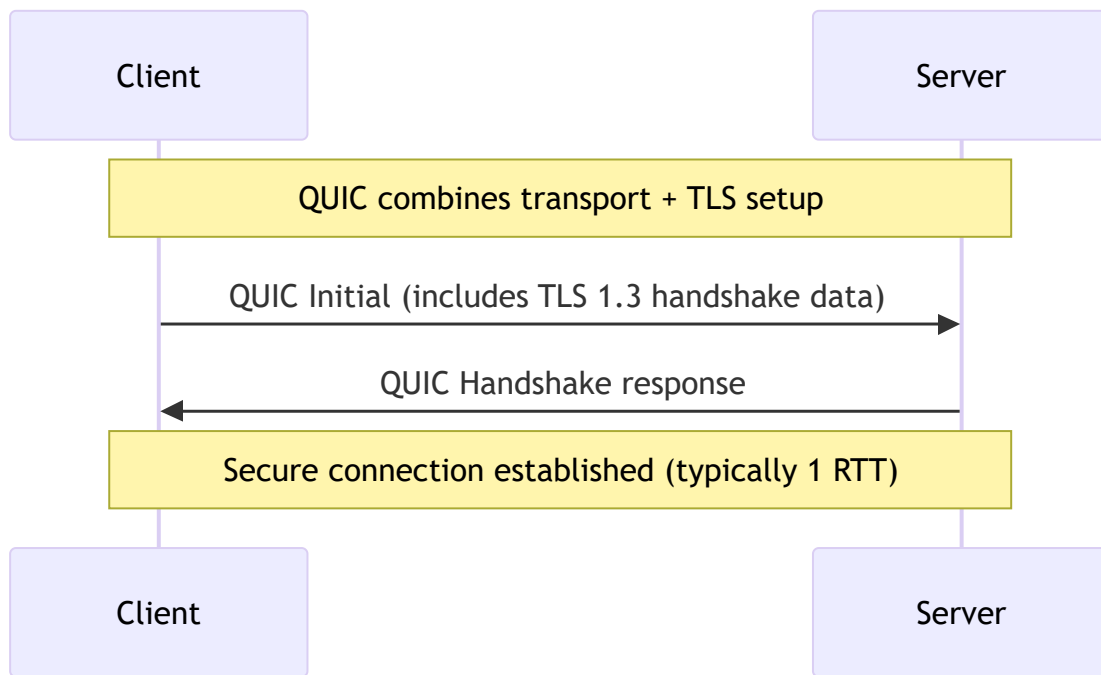 Client
Server
QUIC combines transport + TLS setup
QUIC Initial (includes TLS 1.3 handshake data)
QUIC Handshake response
Secure connection established (typically 1 RTT)
Client
Server